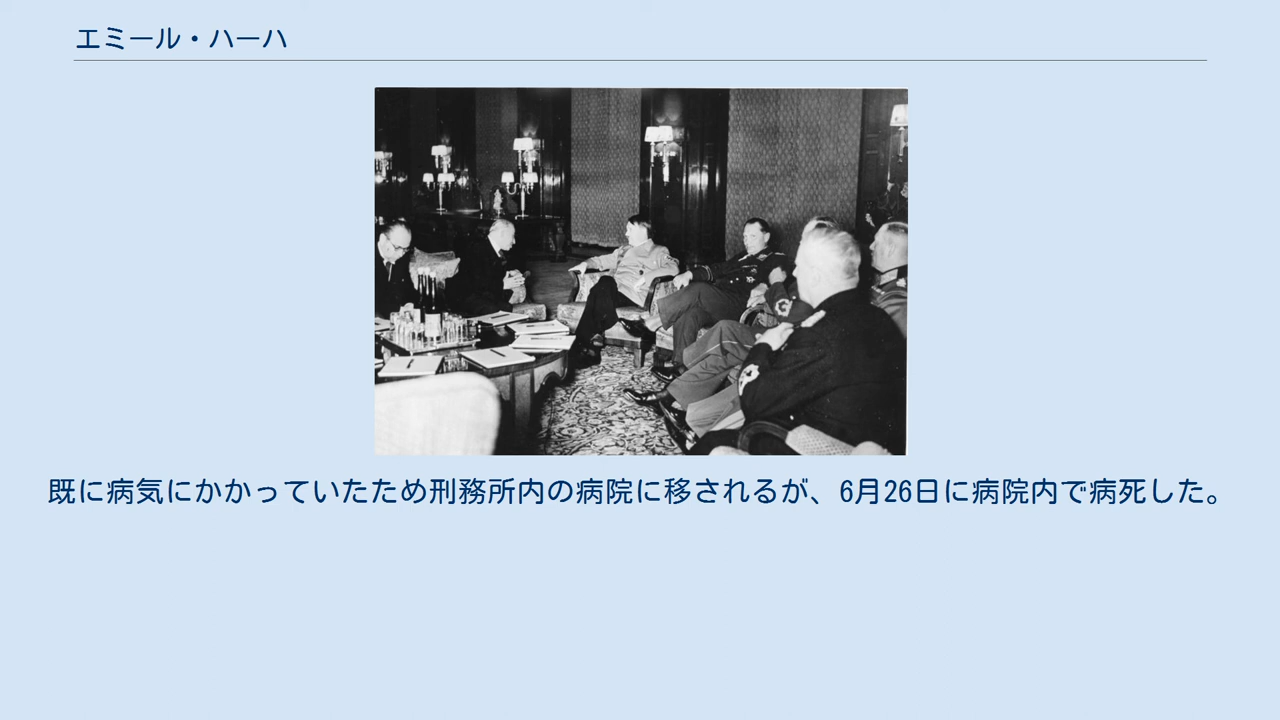 エミール・ハーハ
既に病気にかかっていたため刑務所内の病院に移されるが、6月26日に病院内で病死した。